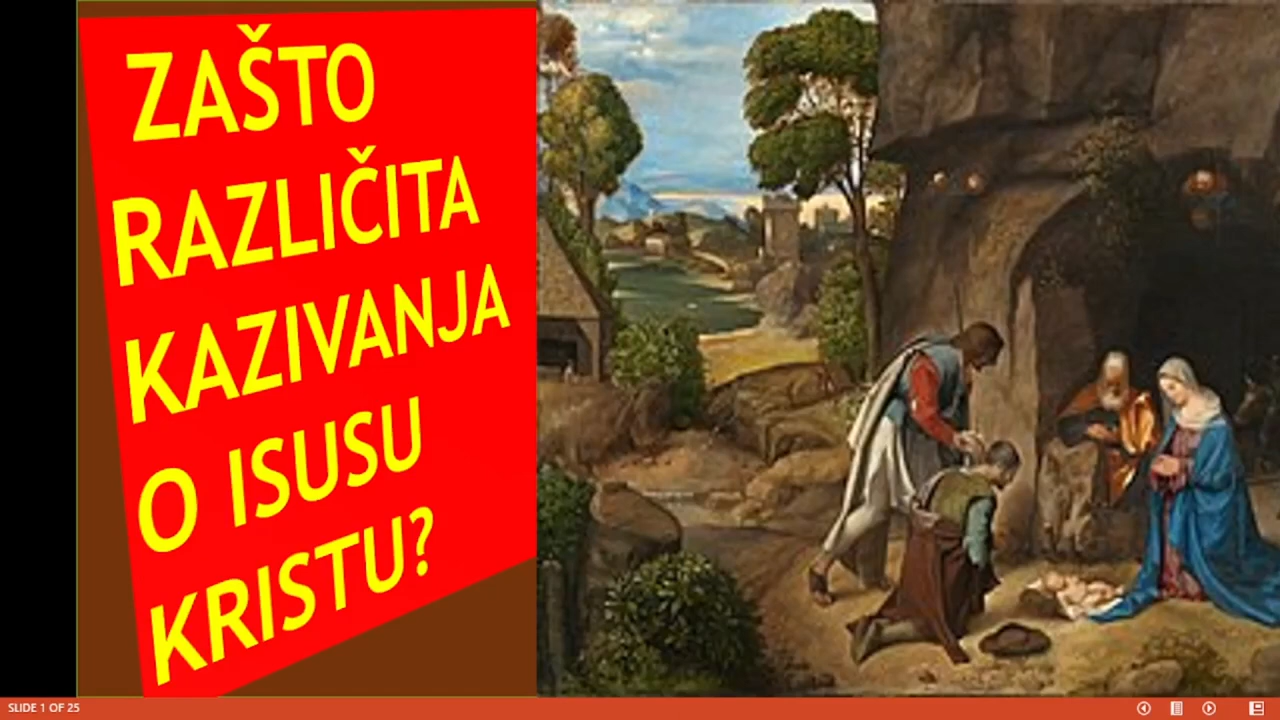 ZAŠTO
RAZLIČITA
KAZIVANJA
O ISUSU
KRISTU?
SLIDE 1 OF 25